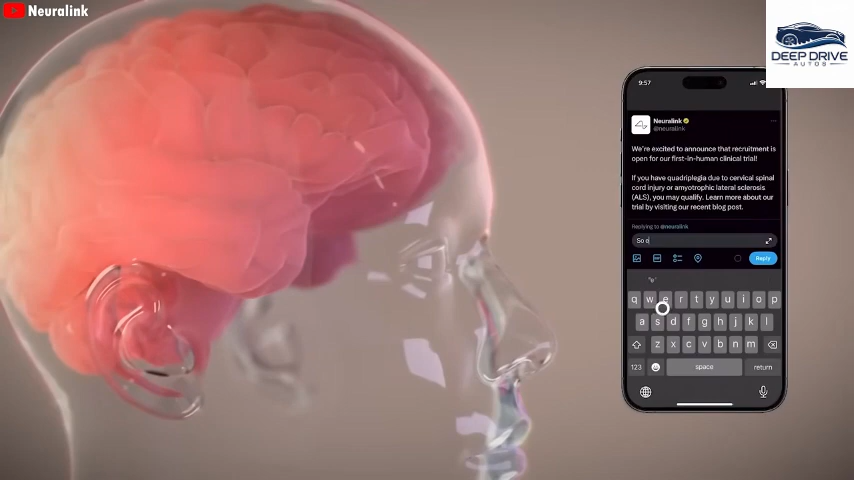 Neuralink
DEEP DRIVE
AUTOS
9:57
Neuralink
@neuralink
We're excited to announce that recruitment is
open for our first-in-human clinical trial!
If you have quadriplegia due to cervical spinal
cord injury or amyotrophic lateral sclerosis
(ALS), you may qualify. Learn more about our
trial by visiting our recent blog post.
Replying to @neuralink
So o
Reply
"e"
q w e r t y u i o p
a s d f g h j k l
z x c v b n m
123 space return